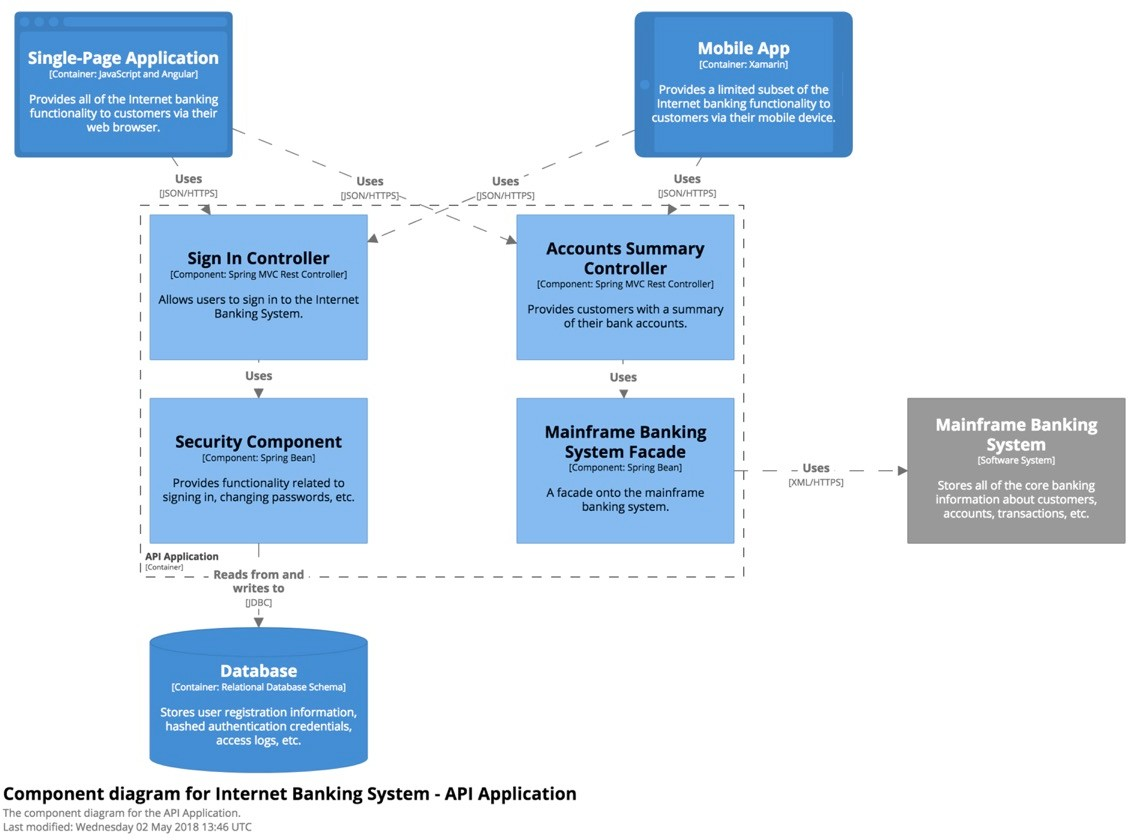 Single-Page Application
[Container: JavaScript and Angular]
Provides all of the Internet banking
functionality to customers via their
web browser.
Mobile App
[Container: Xamarin]
Provides a limited subset of the
Internet banking functionality to
customers via their mobile device.
Uses
[JSON/HTTPS]
Uses
[JSON/HTTPS]
Uses
[JSON/HTTPS]
Uses
[JSON/HTTPS]
Sign In Controller
[Component: Spring MVC Rest Controller]
Allows users to sign in to the Internet
Banking System.
Accounts Summary
Controller
[Component: Spring MVC Rest Controller]
Provides customers with a summary
of their bank accounts.
Uses
Uses
Security Component
[Component: Spring Bean]
Provides functionality related to
signing in, changing passwords, etc.
Mainframe Banking
System Facade
[Component: Spring Bean]
A facade onto the mainframe
banking system.
Uses
[XML/HTTPS]
Mainframe Banking
System
[Software System]
Stores all of the core banking
information about customers,
accounts, transactions, etc.
API Application
[Container]
Reads from and
writes to
[JDBC]
Database
[Container: Relational Database Schema]
Stores user registration information,
hashed authentication credentials,
access logs, etc.
Component diagram for Internet Banking System - API Application
The component diagram for the API Application.
Last modified: Wednesday 02 May 2018 13:46 UTC